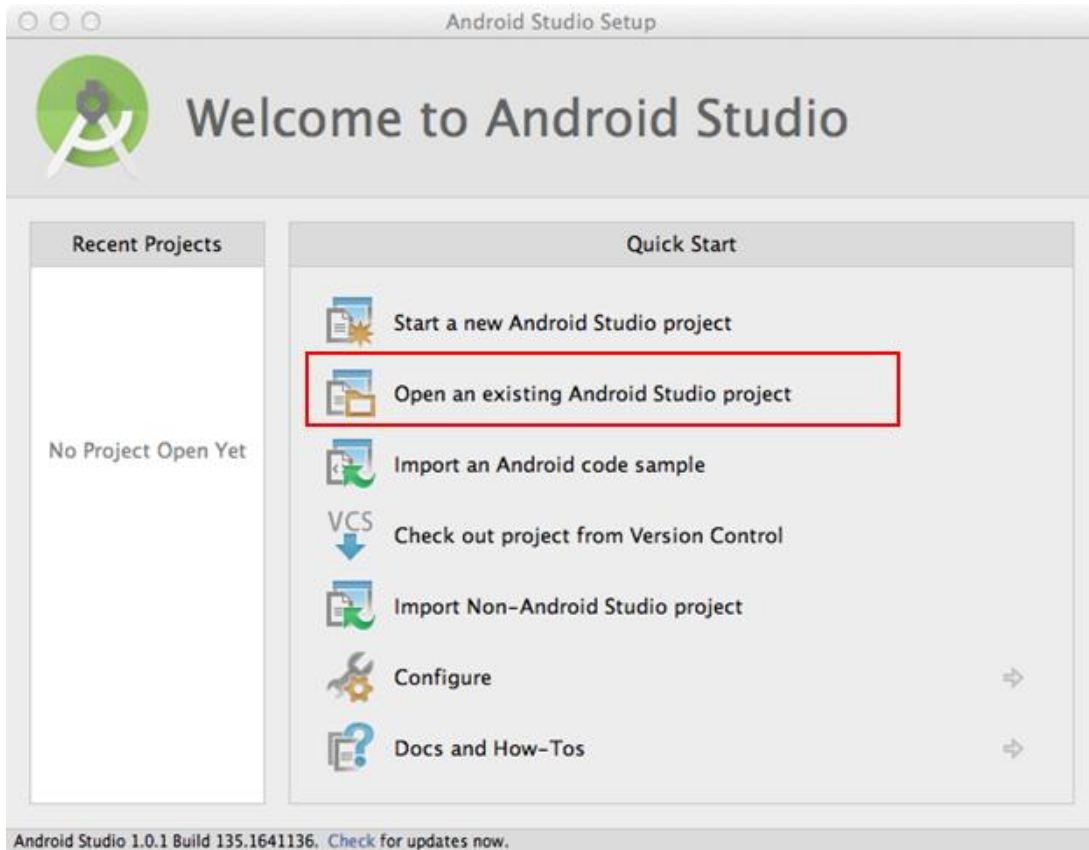 Android Studio Setup
Welcome to Android Studio
Recent Projects
No Project Open Yet
Quick Start
Start a new Android Studio project
Open an existing Android Studio project
Import an Android code sample
VCS
Check out project from Version Control
Import Non-Android Studio project
Configure
Docs and How-Tos
Android Studio 1.0.1 Build 135.1641136. Check for updates now.